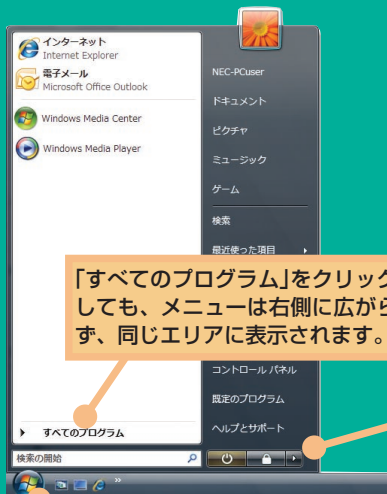 インターネット
Internet Explorer
電子メール
Microsoft Office Outlook
Windows Media Center
Windows Media Player
NEC-PCuser
ドキュメント
ピクチャ
ミュージック
ゲーム
検索
最近使った項目
「すべてのプログラム」をクリック
しても、メニューは右側に広がら
ず、同じエリアに表示されます。
コントロール パネル
既定のプログラム
ヘルプとサポート
すべてのプログラム
検索の開始